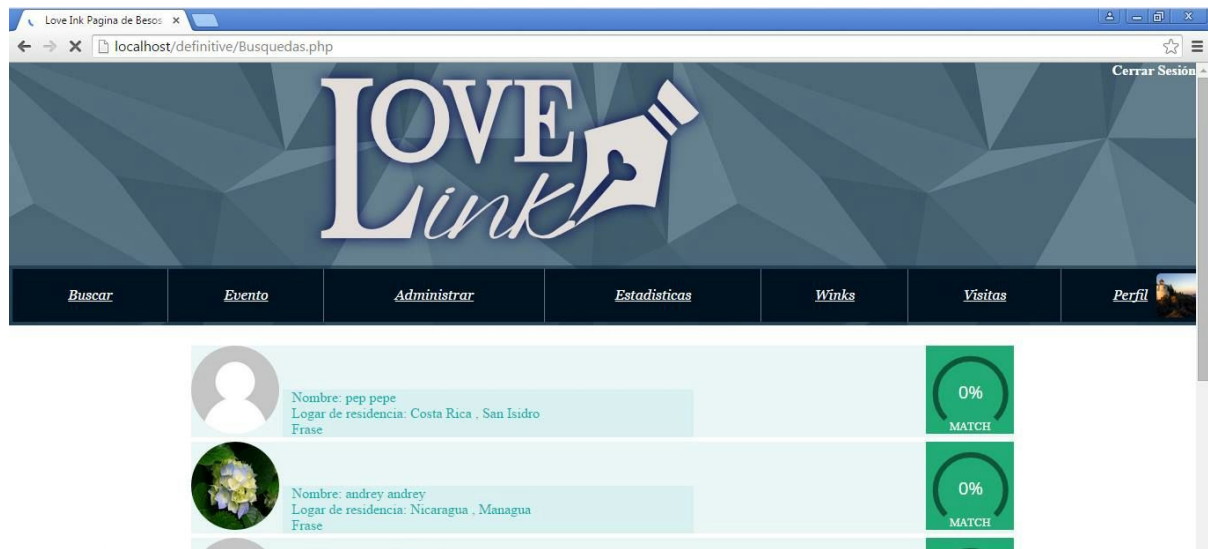 Love Ink Pagina de Besos
localhost/definitive/Busquedas.php
Cerrar Sesión
LOVE
Link
Buscar Evento Administrar Estadisticas Winks Visitas Perfil
Nombre: pep pepe
Logar de residencia: Costa Rica , San Isidro
Frase
0%
MATCH
Nombre: andrey andrey
Logar de residencia: Nicaragua , Managua
Frase
0%
MATCH